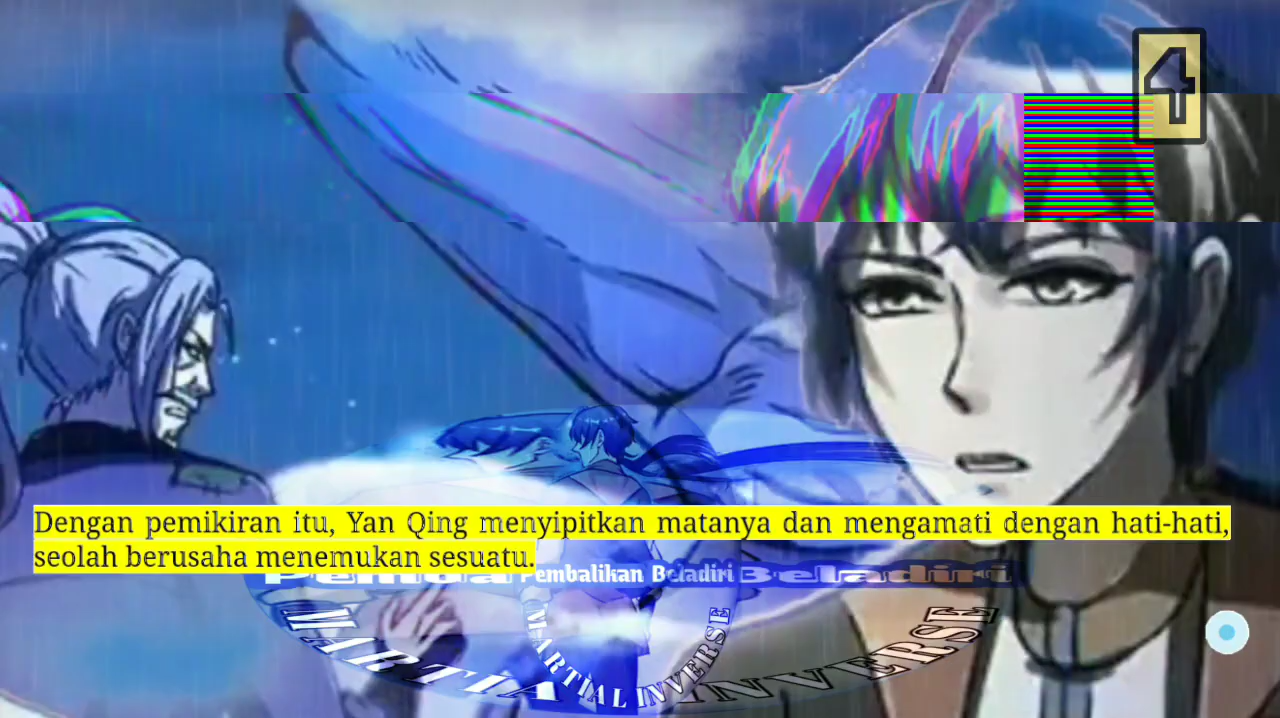 4
Dengan pemikiran itu, Yan Qing menyipitkan matanya dan mengamati dengan hati-hati,
seolah berusaha menemukan sesuatu.
Pembalikan Beladiri Beladiri
MARTIAL INVERSE
MARTIAL INVERSE